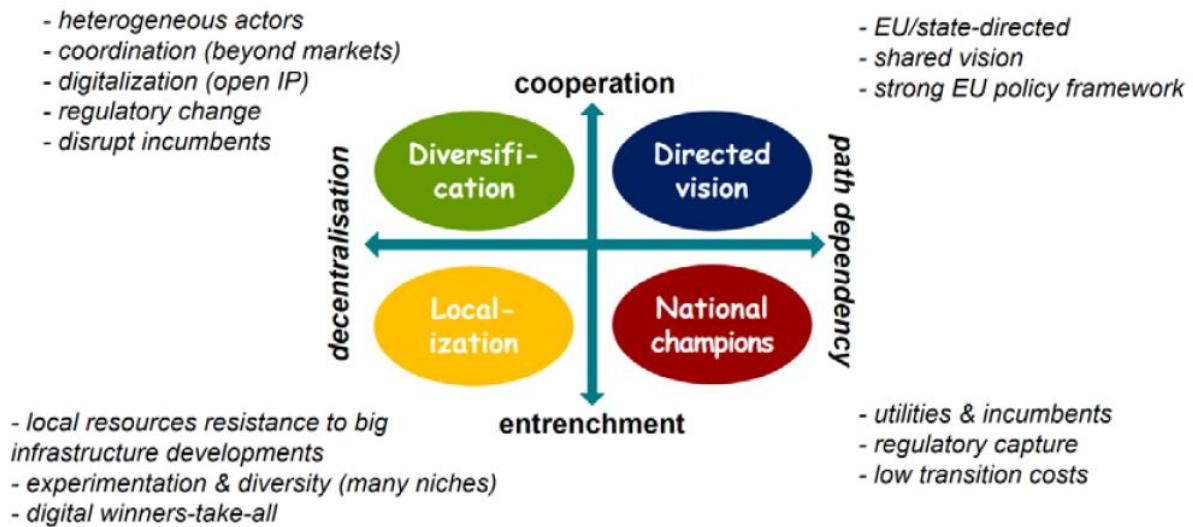 - heterogeneous actors
- coordination (beyond markets)
- digitalization (open IP)
- regulatory change
- disrupt incumbents
- EU/state-directed
- shared vision
- strong EU policy framework
cooperation
Diversifi-
cation
Directed
vision
decentralisation
path dependency
Local-
ization
National
champions
entrenchment
- local resources resistance to big
infrastructure developments
- experimentation & diversity (many niches)
- digital winners-take-all
- utilities & incumbents
- regulatory capture
- low transition costs